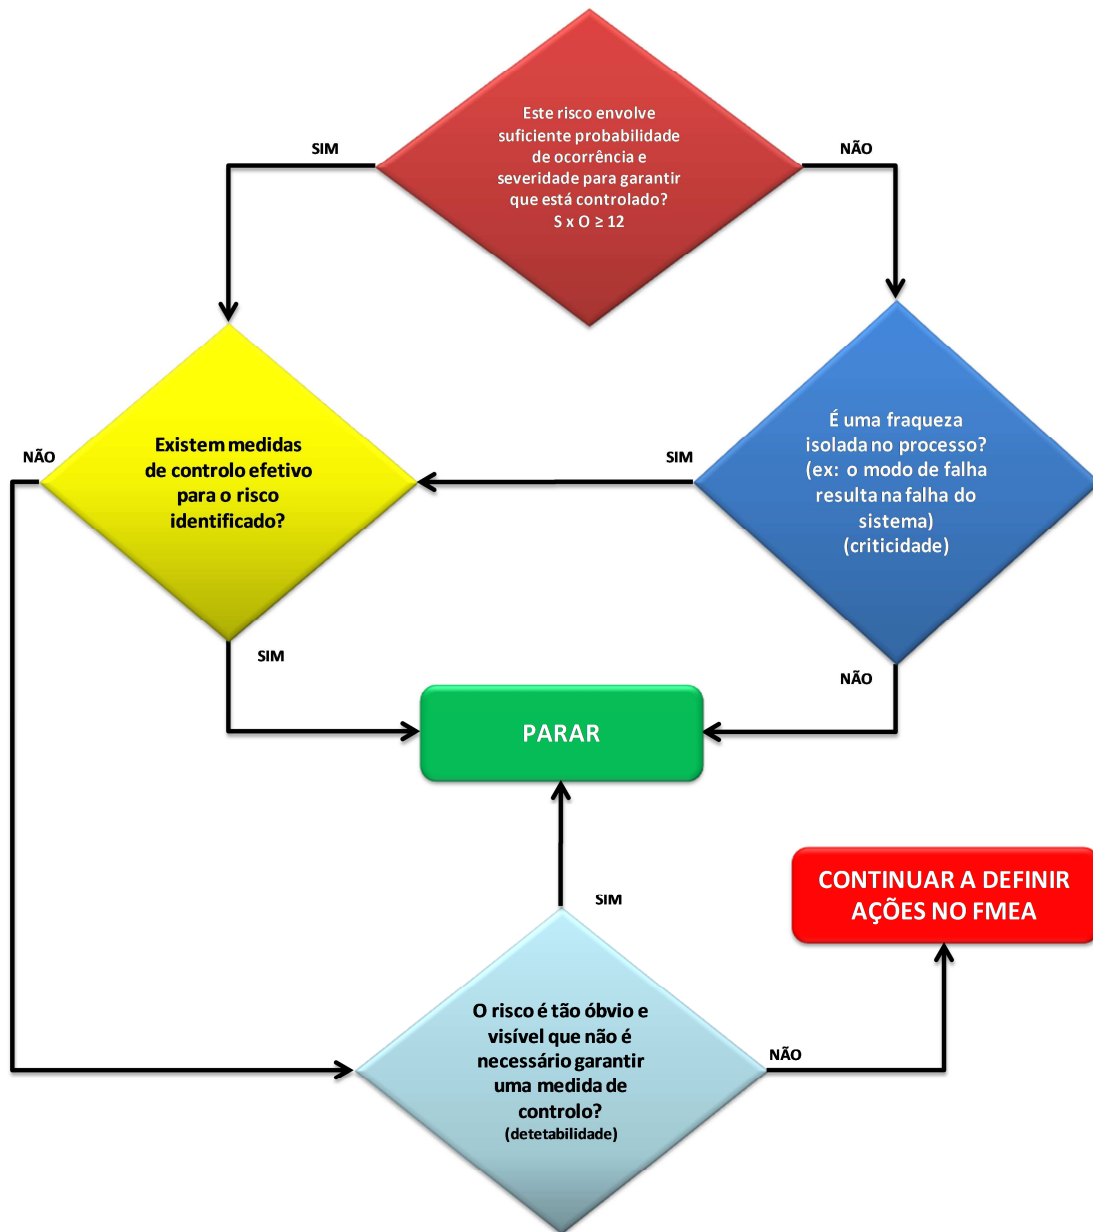 Este risco envolve
suficiente probabilidade
de ocorrência e
severidade para garantir
que está controlado?
S x O ≥ 12
SIM
NÃO
Existem medidas
de controlo efetivo
para o risco
identificado?
É uma fraqueza
isolada no processo?
(ex: o modo de falha
resulta na falha do
sistema)
(criticidade)
NÃO
SIM
SIM
NÃO
PARAR
CONTINUAR A DEFINIR
AÇÕES NO FMEA
SIM
O risco é tão óbvio e
visível que não é
necessário garantir
uma medida de
controlo?
(detetabilidade)
NÃO